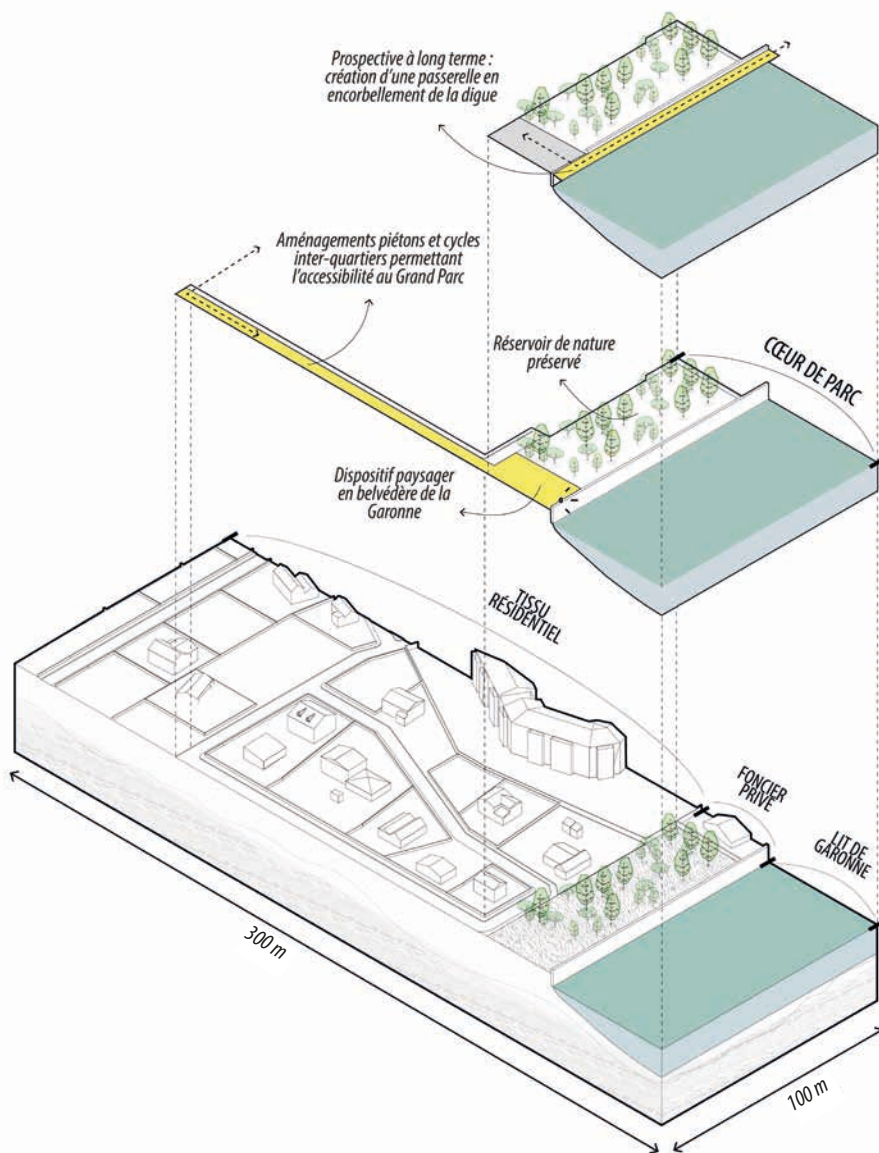 Prospective à long terme :
création d'une passerelle en
encorbellement de la digue
Aménagements piétons et cycles
inter-quartiers permettant
l'accessibilité au Grand Parc
Réservoir de nature
préservé
CŒUR DE PARC
Dispositif paysager
en belvédère de la
Garonne
TISSU
RÉSIDENTIEL
FONCIER
PRIVÉ
LIT DE
GARONNE
300 m
100 m